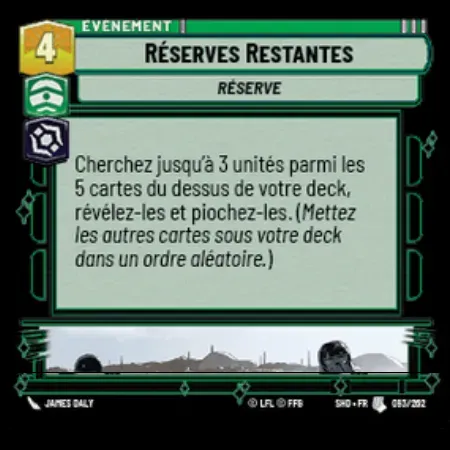 ÉVÉNEMENT
4
RÉSERVES RESTANTES
RÉSERVE
Cherchez jusqu'à 3 unités parmi les
5 cartes du dessus de votre deck,
révélez-les et piochez-les. (Mettez
les autres cartes sous votre deck
dans un ordre aléatoire.)
JAMES DALY
© LFL © FFG
SHD • FR
093/262